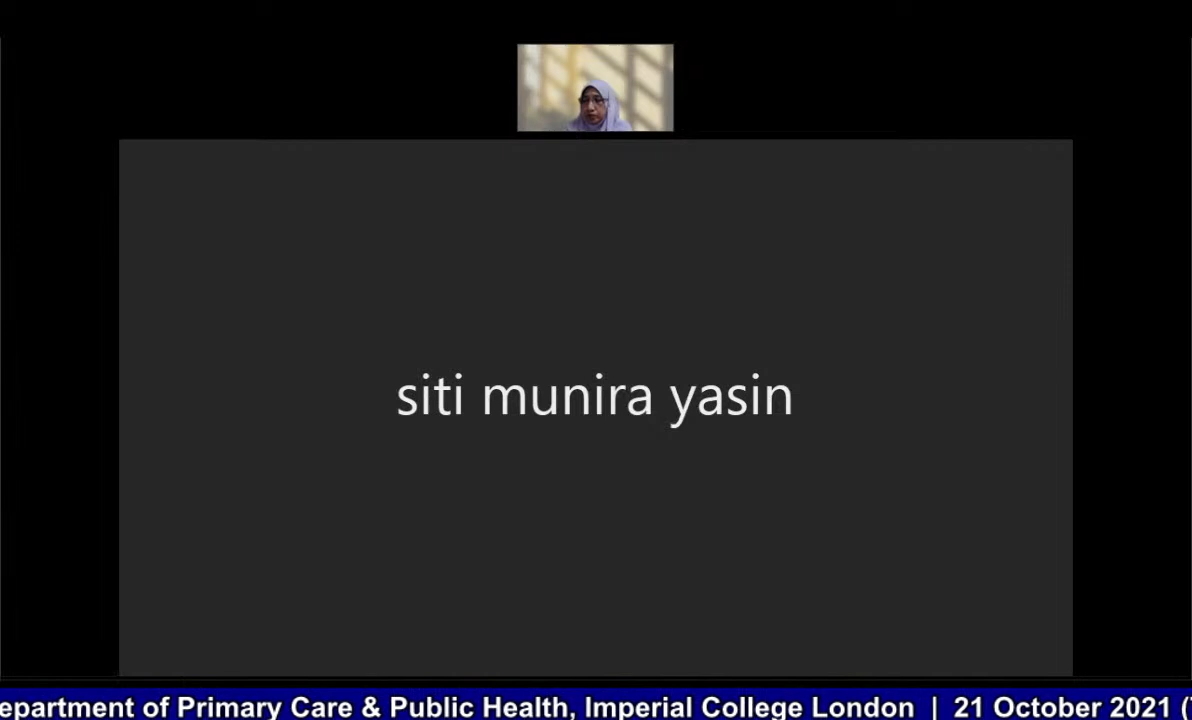 siti munira yasin
epartment of Primary Care & Public Health, Imperial College London | 21 October 2021 (